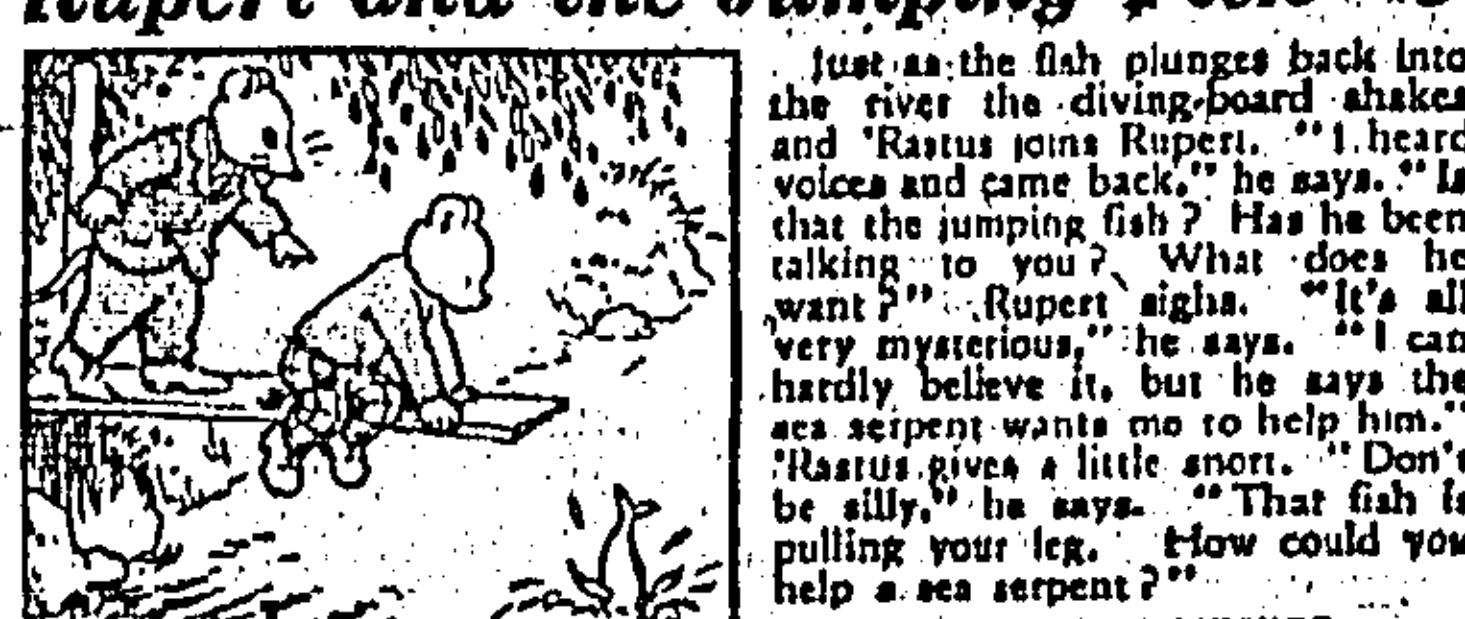 Rupert and the Jumping
Just as the fish plunges back into
the river the diving-board shakes
and 'Rastus joins Rupert. "I heard
voices and came back," he says. "Is
that the jumping fish ? Has he been
talking to you ? What does he
want ?" Rupert sighs. "It's all
very mysterious," he says. "I can
hardly believe it, but he says the
sea serpent wants me to help him."
'Rastus gives a little snort. "Don't
be silly," he says. "That fish is
pulling your leg. How could you
help a sea serpent ?"